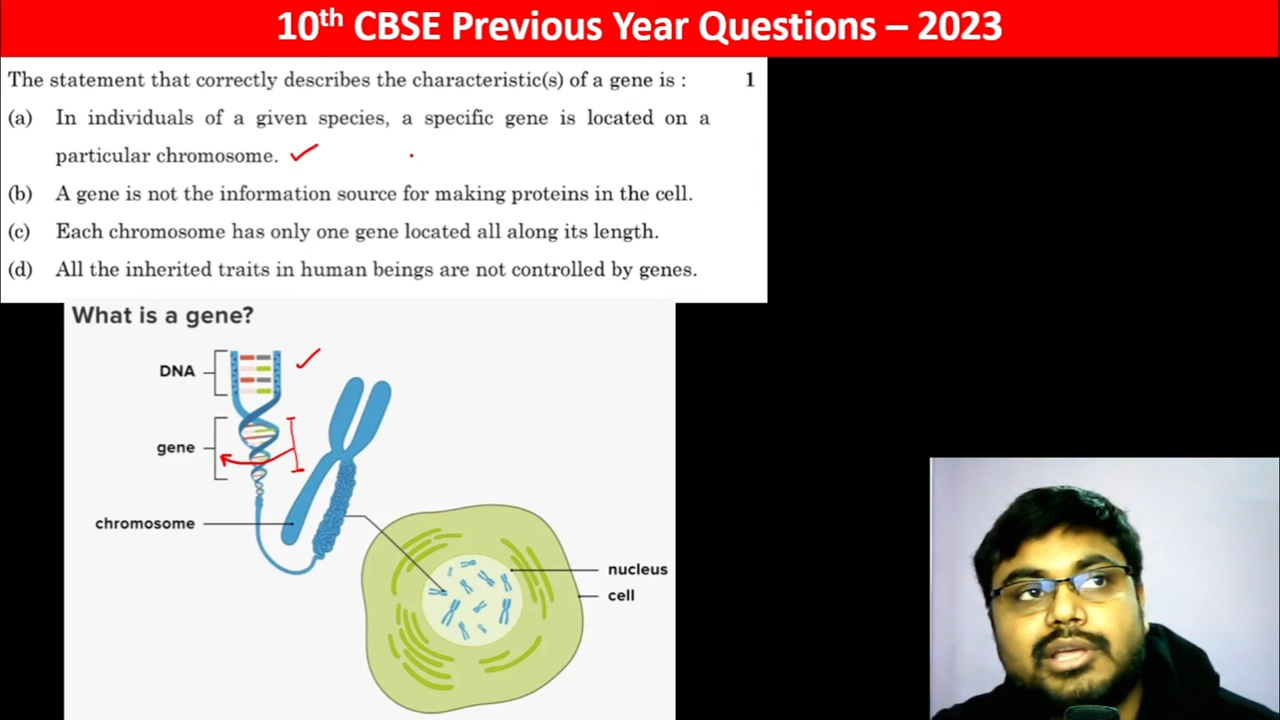 10th CBSE Previous Year Questions – 2023
The statement that correctly describes the characteristic(s) of a gene is : 1
(a) In individuals of a given species, a specific gene is located on a
particular chromosome.
(b) A gene is not the information source for making proteins in the cell.
(c) Each chromosome has only one gene located all along its length.
(d) All the inherited traits in human beings are not controlled by genes.
What is a gene?
DNA
gene
chromosome
nucleus
cell